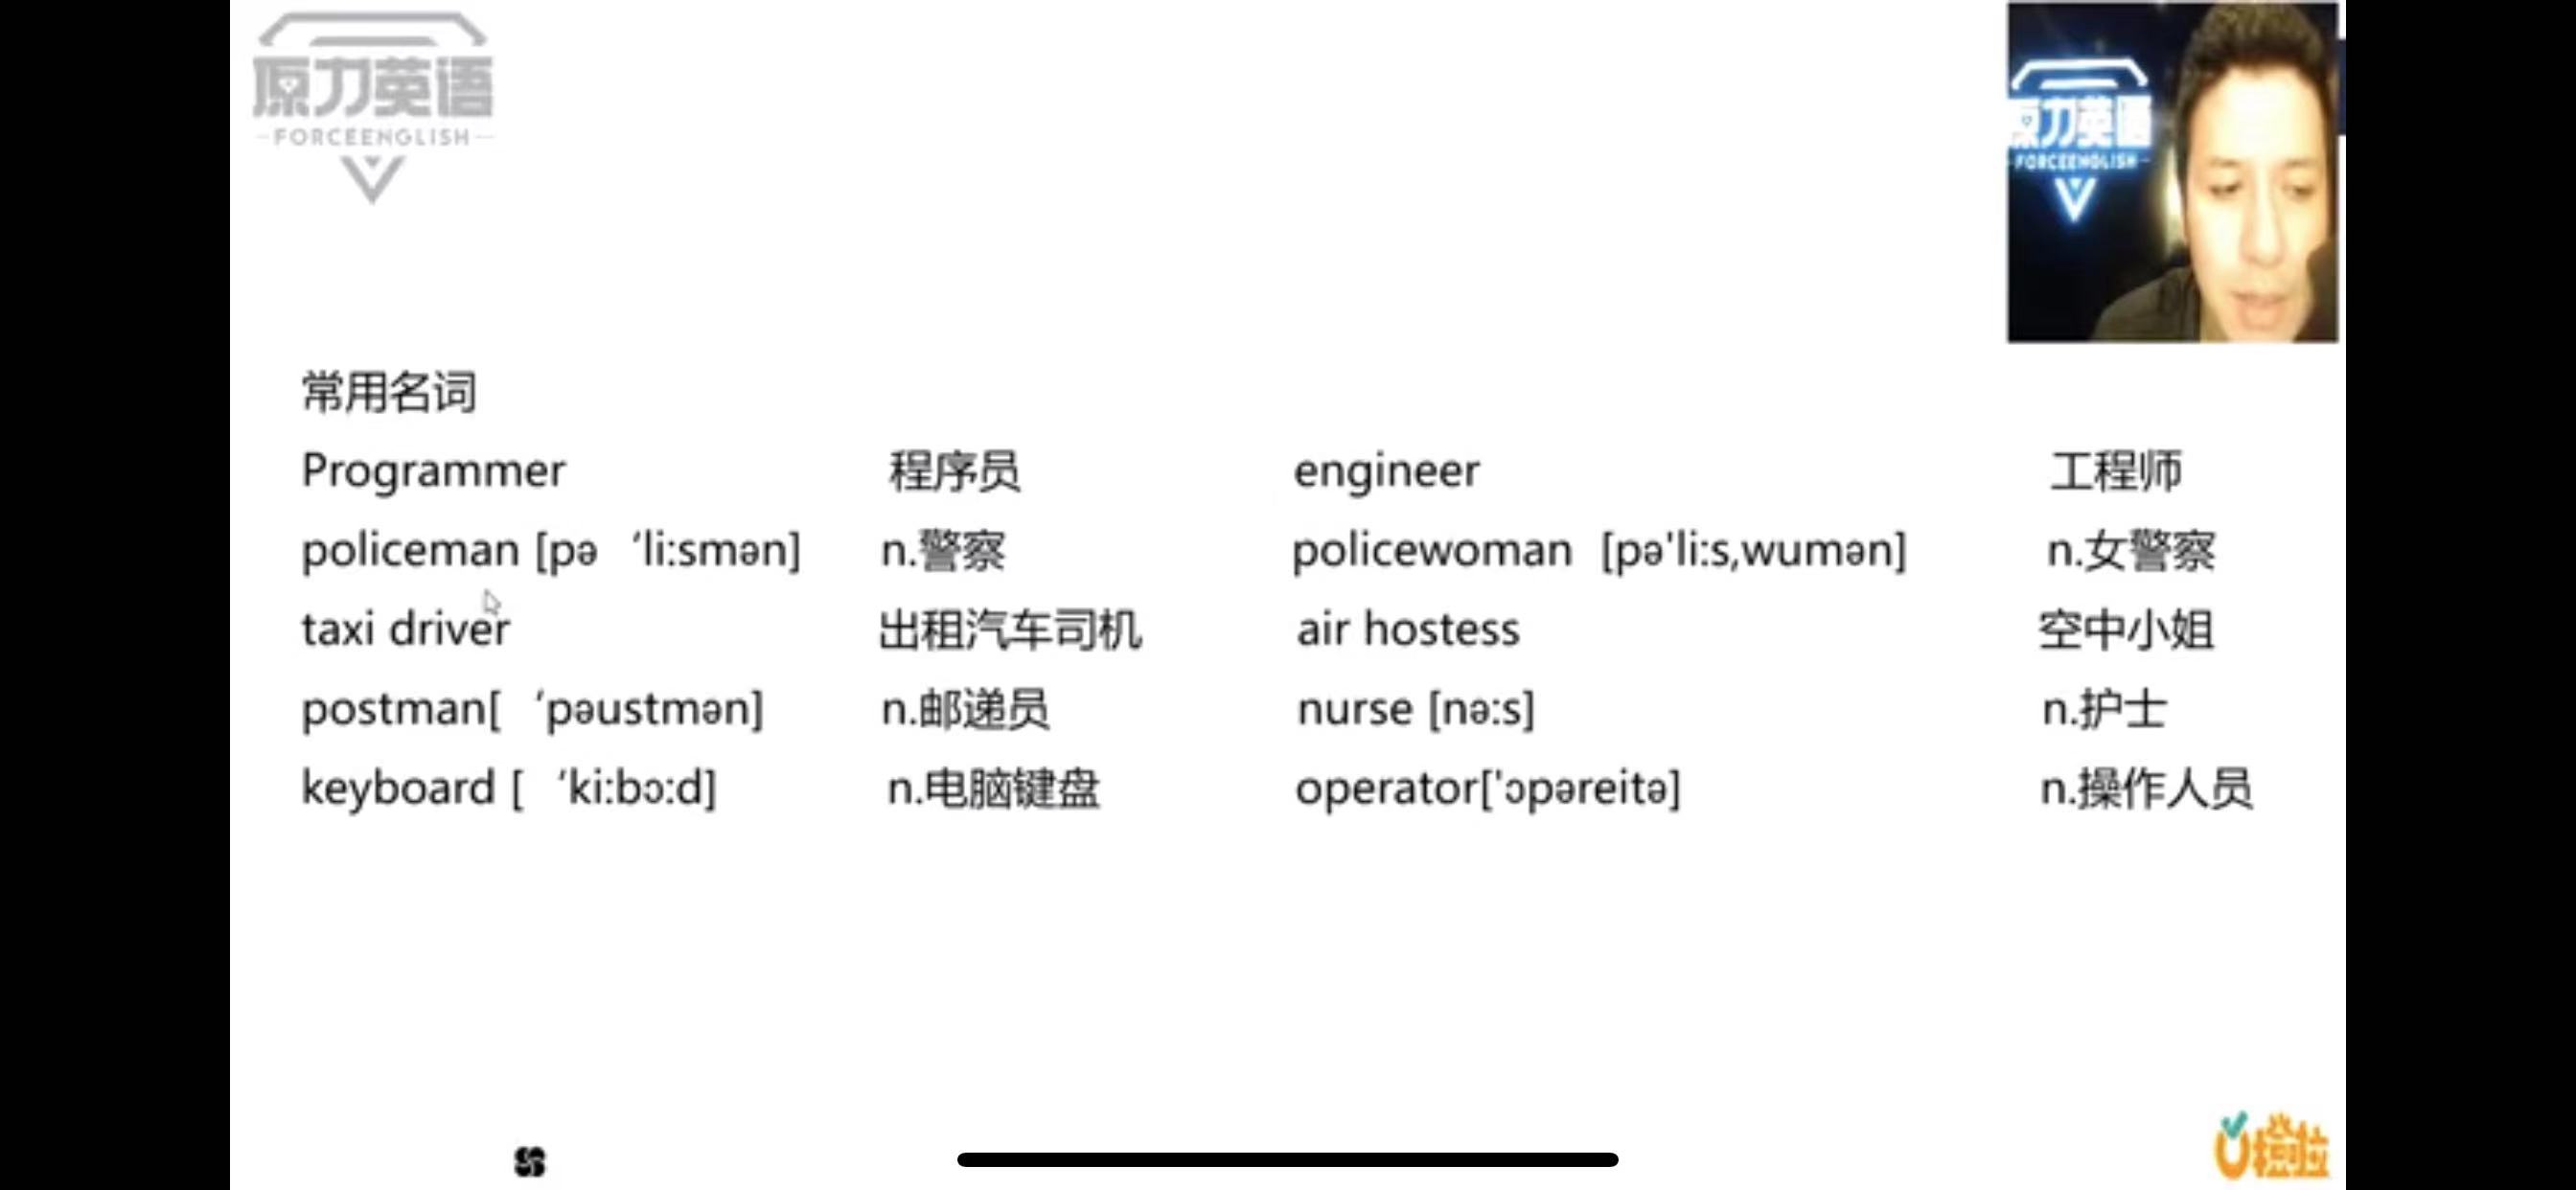 原力英语
FORCEENGLISH
原力英语
FORCEENGLISH
常用名词
Programmer 程序员 engineer 工程师
policeman [pə ‘li:smən] n.警察 policewoman [pə'li:s,wumən] n.女警察
taxi driver 出租汽车司机 air hostess 空中小姐
postman[ ‘pəustmən] n.邮递员 nurse [nə:s] n.护士
keyboard [ ‘ki:bɔ:d] n.电脑键盘 operator['ɔpəreitə] n.操作人员
橙啦